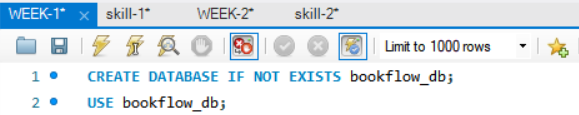 WEEK-1* skill-1* WEEK-2* skill-2*
Limit to 1000 rows
1 CREATE DATABASE IF NOT EXISTS bookflow_db;
2 USE bookflow_db;